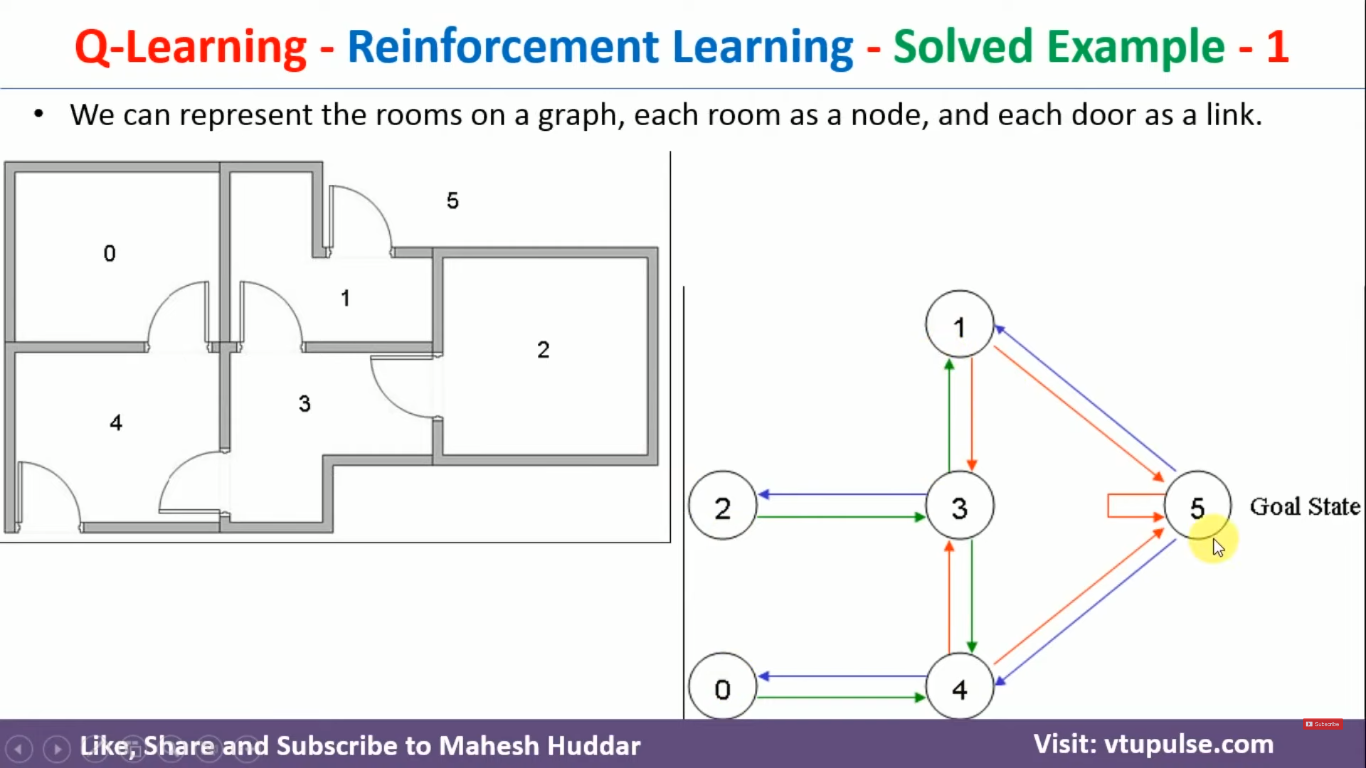 Q-Learning - Reinforcement Learning - Solved Example - 1
• We can represent the rooms on a graph, each room as a node, and each door as a link.
5
0
1
2
3
4
1
2
3
5
Goal State
0
4
Subscribe
Like, Share and Subscribe to Mahesh Huddar
Visit: vtupulse.com